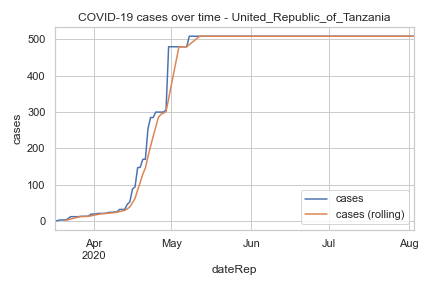 COVID-19 cases over time - United_Republic_of_Tanzania
500
400
300
200
100
0
cases
Apr
2020
May
Jun
Jul
Aug
dateRep
cases
cases (rolling)